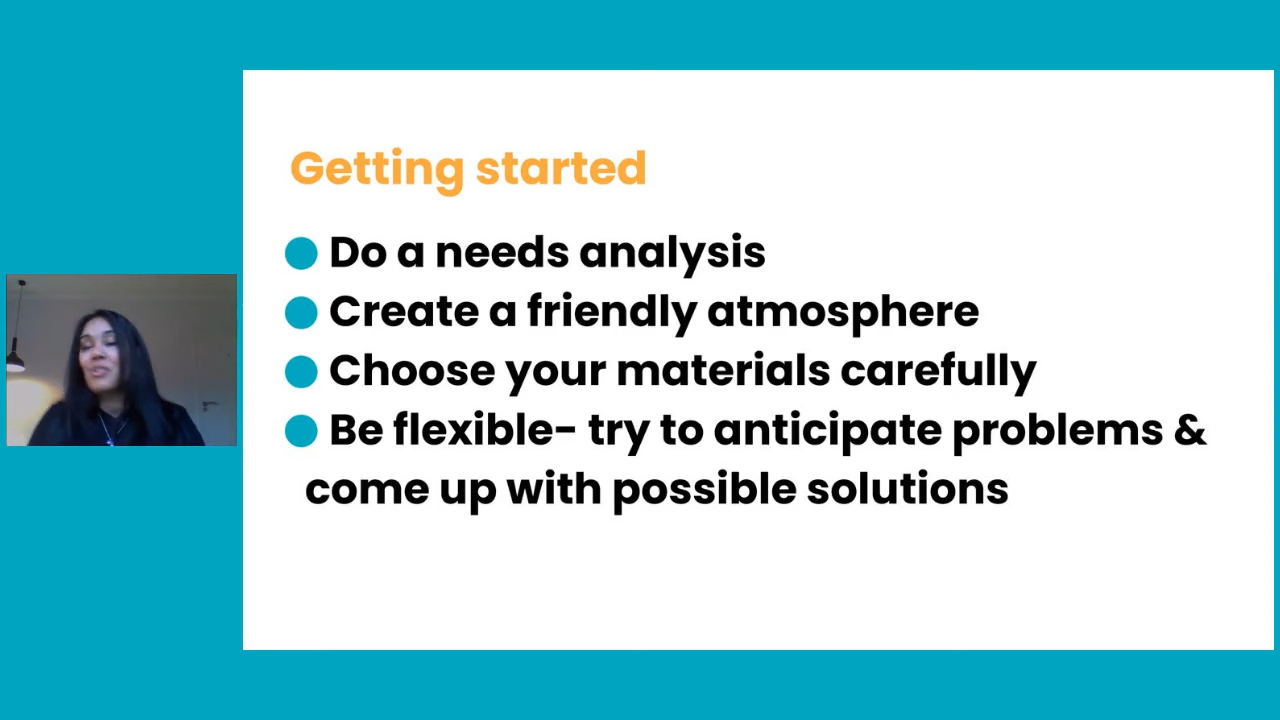 Getting started
Do a needs analysis
Create a friendly atmosphere
Choose your materials carefully
Be flexible- try to anticipate problems &
come up with possible solutions